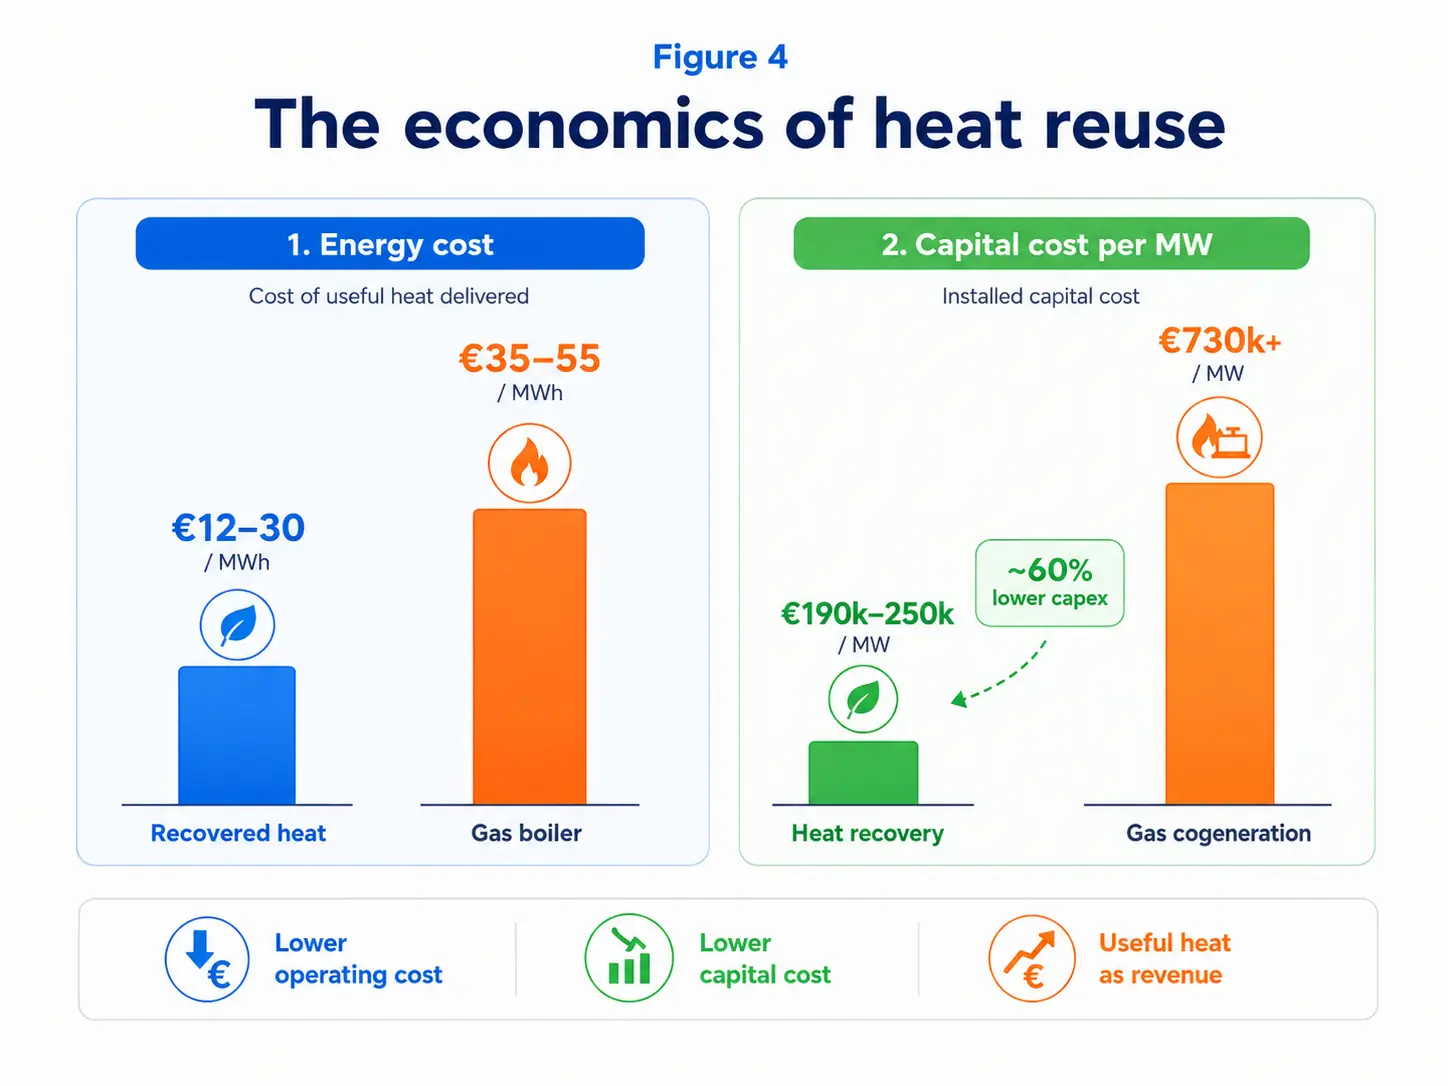 Figure 4
The economics of heat reuse
1. Energy cost
Cost of useful heat delivered
€35–55
/ MWh
€12–30
/ MWh
Recovered heat
Gas boiler
2. Capital cost per MW
Installed capital cost
€730k+
/ MW
~60%
lower capex
€190k–250k
/ MW
Heat recovery
Gas cogeneration
€
Lower
operating cost
Lower
capital cost
€
Useful heat
as revenue